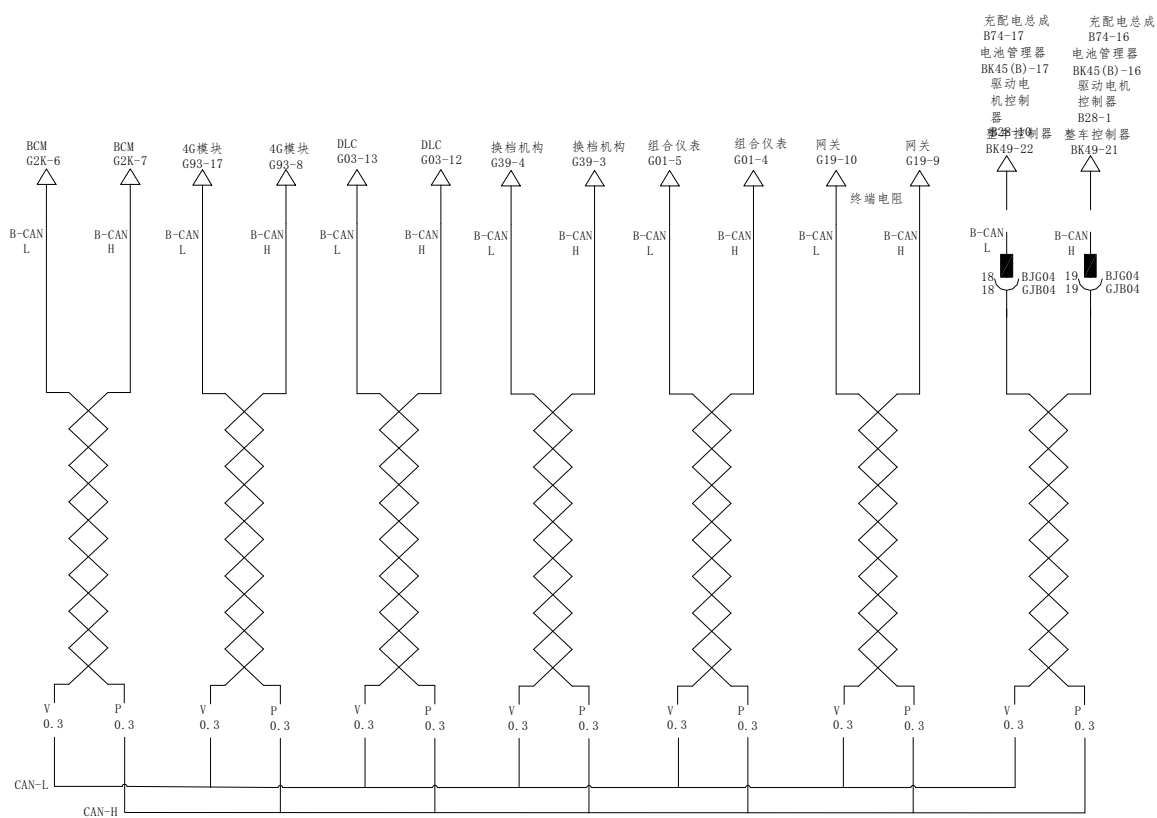 充配电总成
B74-17
电池管理器
BK45(B)-17
驱动电
机控制
器
B28-10
整车控制器
BK49-22
充配电总成
B74-16
电池管理器
BK45(B)-16
驱动电机
控制器
B28-1
整车控制器
BK49-21
BCM
G2K-6
BCM
G2K-7
4G模块
G93-17
4G模块
G93-8
DLC
G03-13
DLC
G03-12
换档机构
G39-4
换档机构
G39-3
组合仪表
G01-5
组合仪表
G01-4
网关
G19-10
网关
G19-9
终端电阻
B-CAN
L
B-CAN
H
B-CAN
L
B-CAN
H
B-CAN
L
B-CAN
H
B-CAN
L
B-CAN
H
B-CAN
L
B-CAN
H
B-CAN
L
B-CAN
H
B-CAN
L
B-CAN
H
18 BJG04
18 GJB04
19 BJG04
19 GJB04
V
0.3
P
0.3
V
0.3
P
0.3
V
0.3
P
0.3
V
0.3
P
0.3
V
0.3
P
0.3
V
0.3
P
0.3
V
0.3
P
0.3
CAN-L
CAN-H